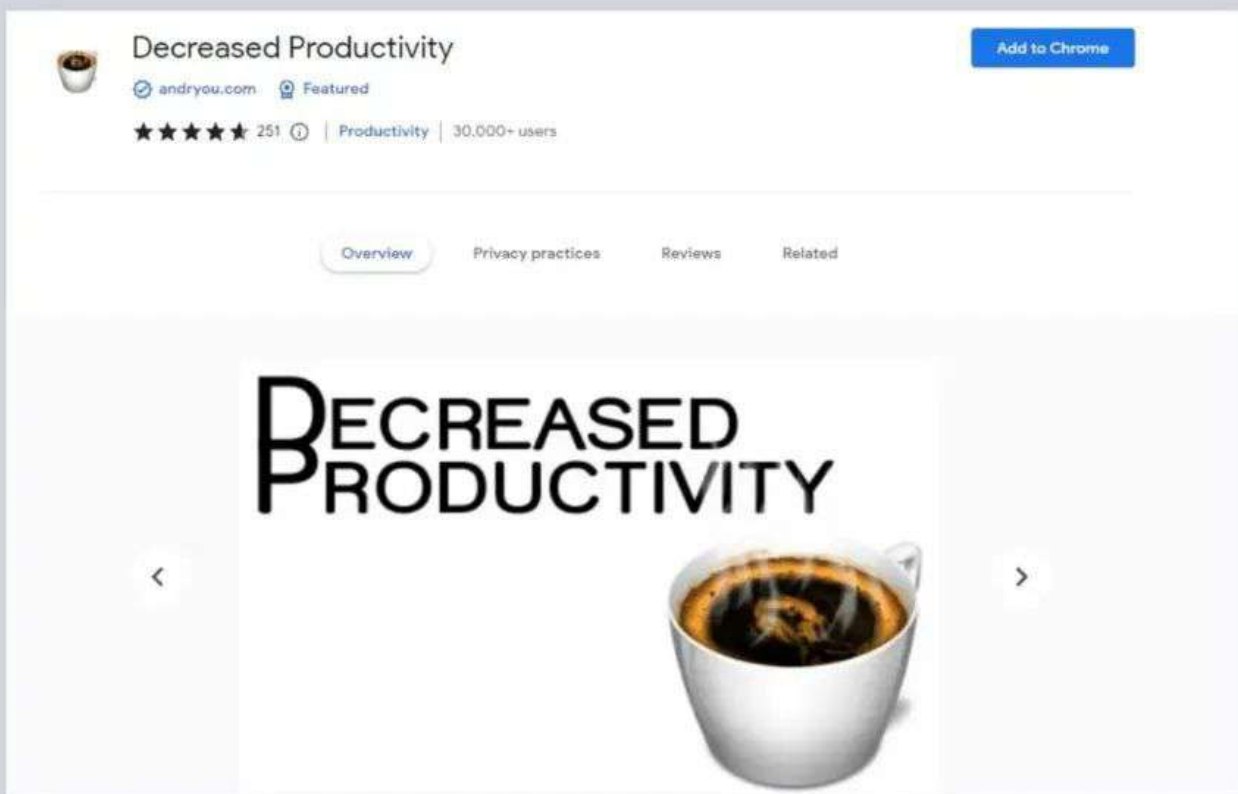 Decreased Productivity
Add to Chrome
andryou.com Featured
251 | Productivity | 30,000+ users
Overview Privacy practices Reviews Related
DECREASED
PRODUCTIVITY